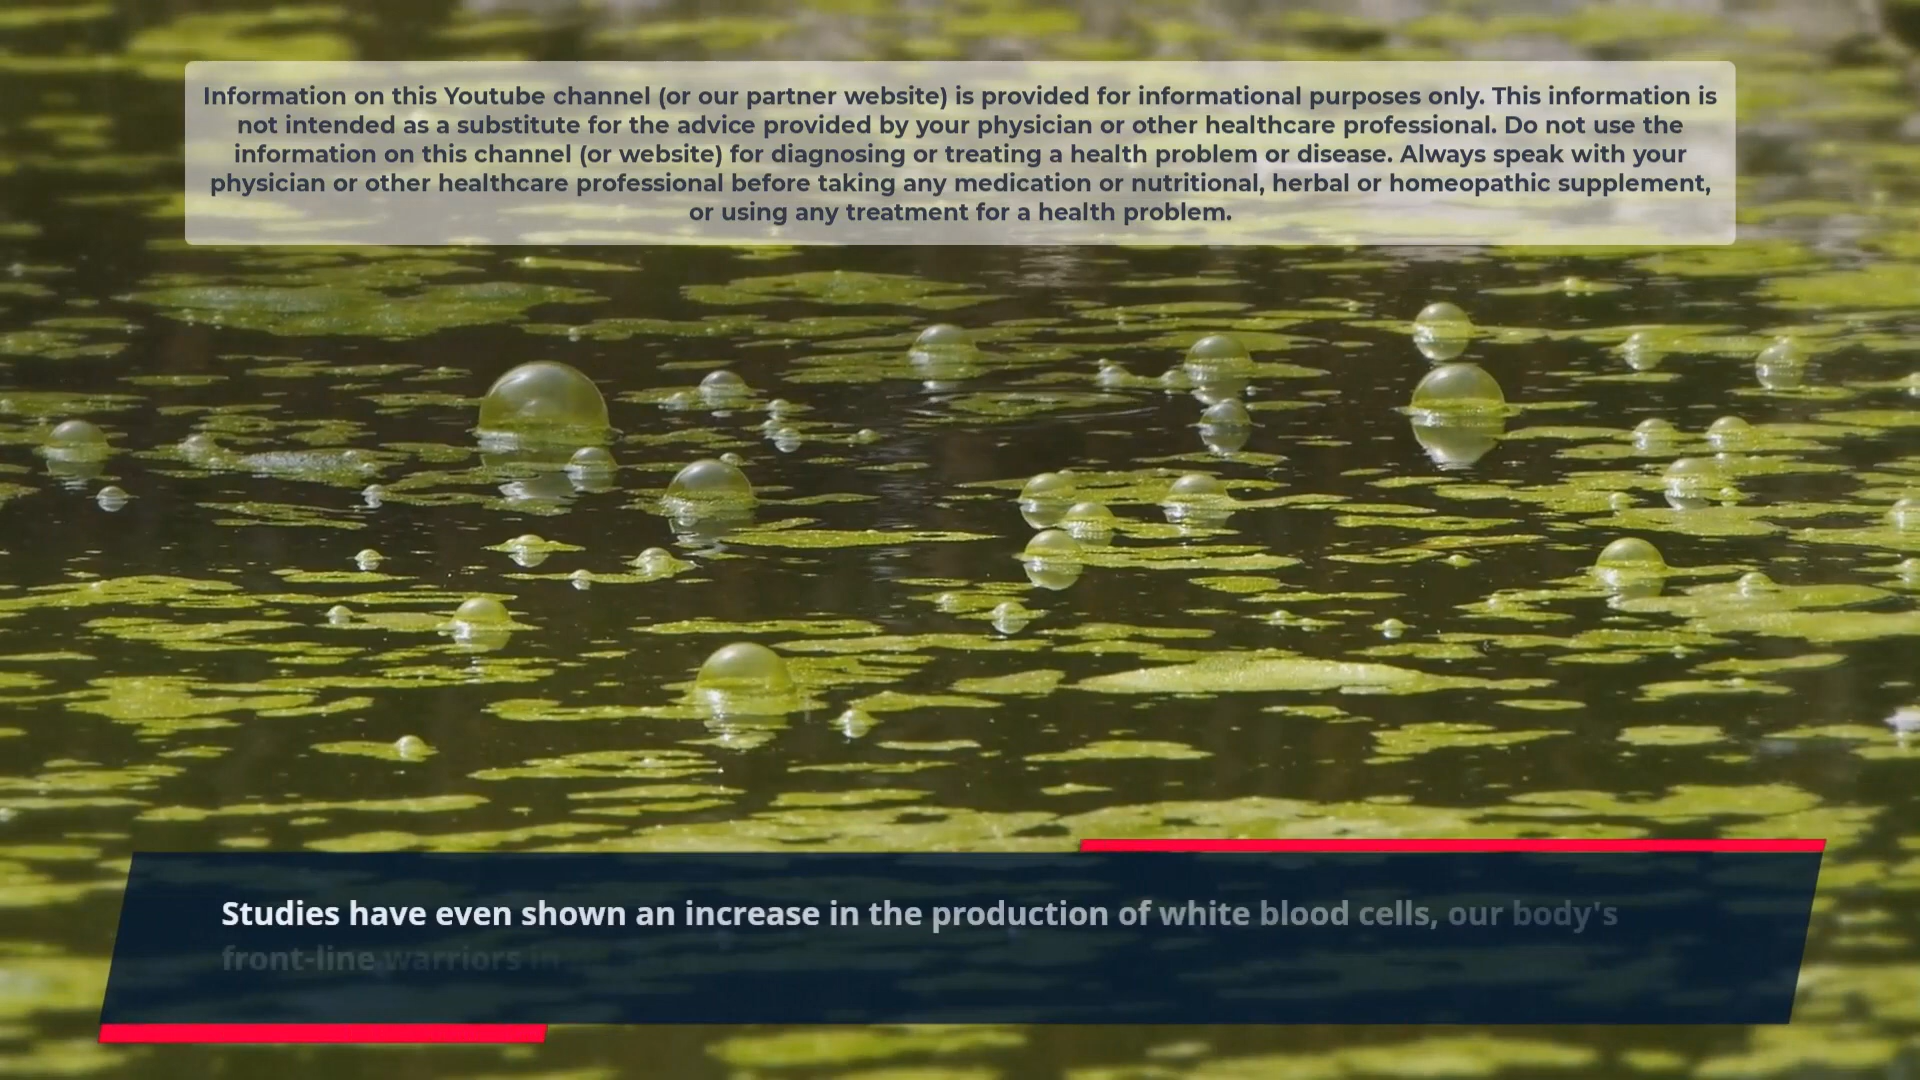 Information on this Youtube channel (or our partner website) is provided for informational purposes only. This information is
not intended as a substitute for the advice provided by your physician or other healthcare professional. Do not use the
information on this channel (or website) for diagnosing or treating a health problem or disease. Always speak with your
physician or other healthcare professional before taking any medication or nutritional, herbal or homeopathic supplement,
or using any treatment for a health problem.
Studies have even shown an increase in the production of white blood cells, our body's
front-line warriors in